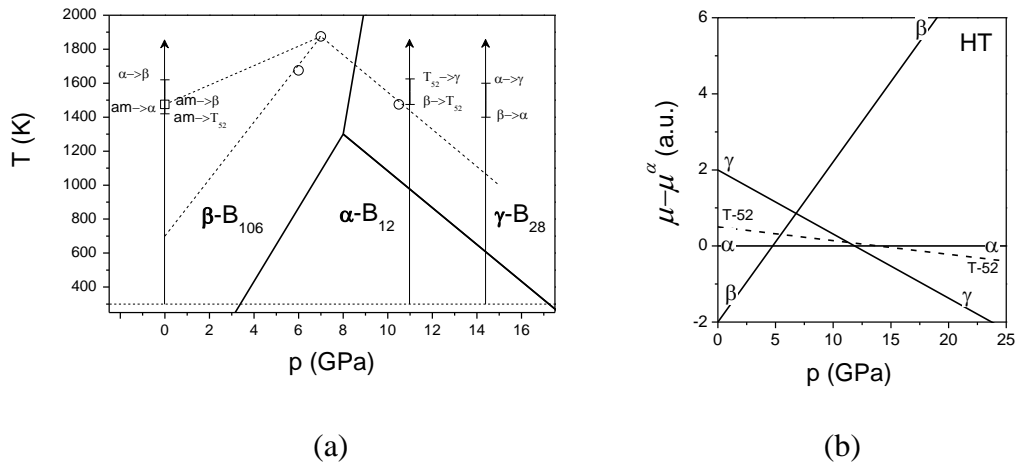 2000
1800
1600
1400
1200
1000
800
600
400
T (K)
α−>β
am−>α
am−>β
am−>T₅₂
T₅₂−>γ
β−>T₅₂
α−>γ
β−>α
β-B₁₀₆
α-B₁₂
γ-B₂₈
0 2 4 6 8 10 12 14 16
p (GPa)
(a)
6
4
2
0
-2
μ−μ^α (a.u.)
β HT
γ
T-52
α α
T-52
β γ
0 5 10 15 20 25
p (GPa)
(b)